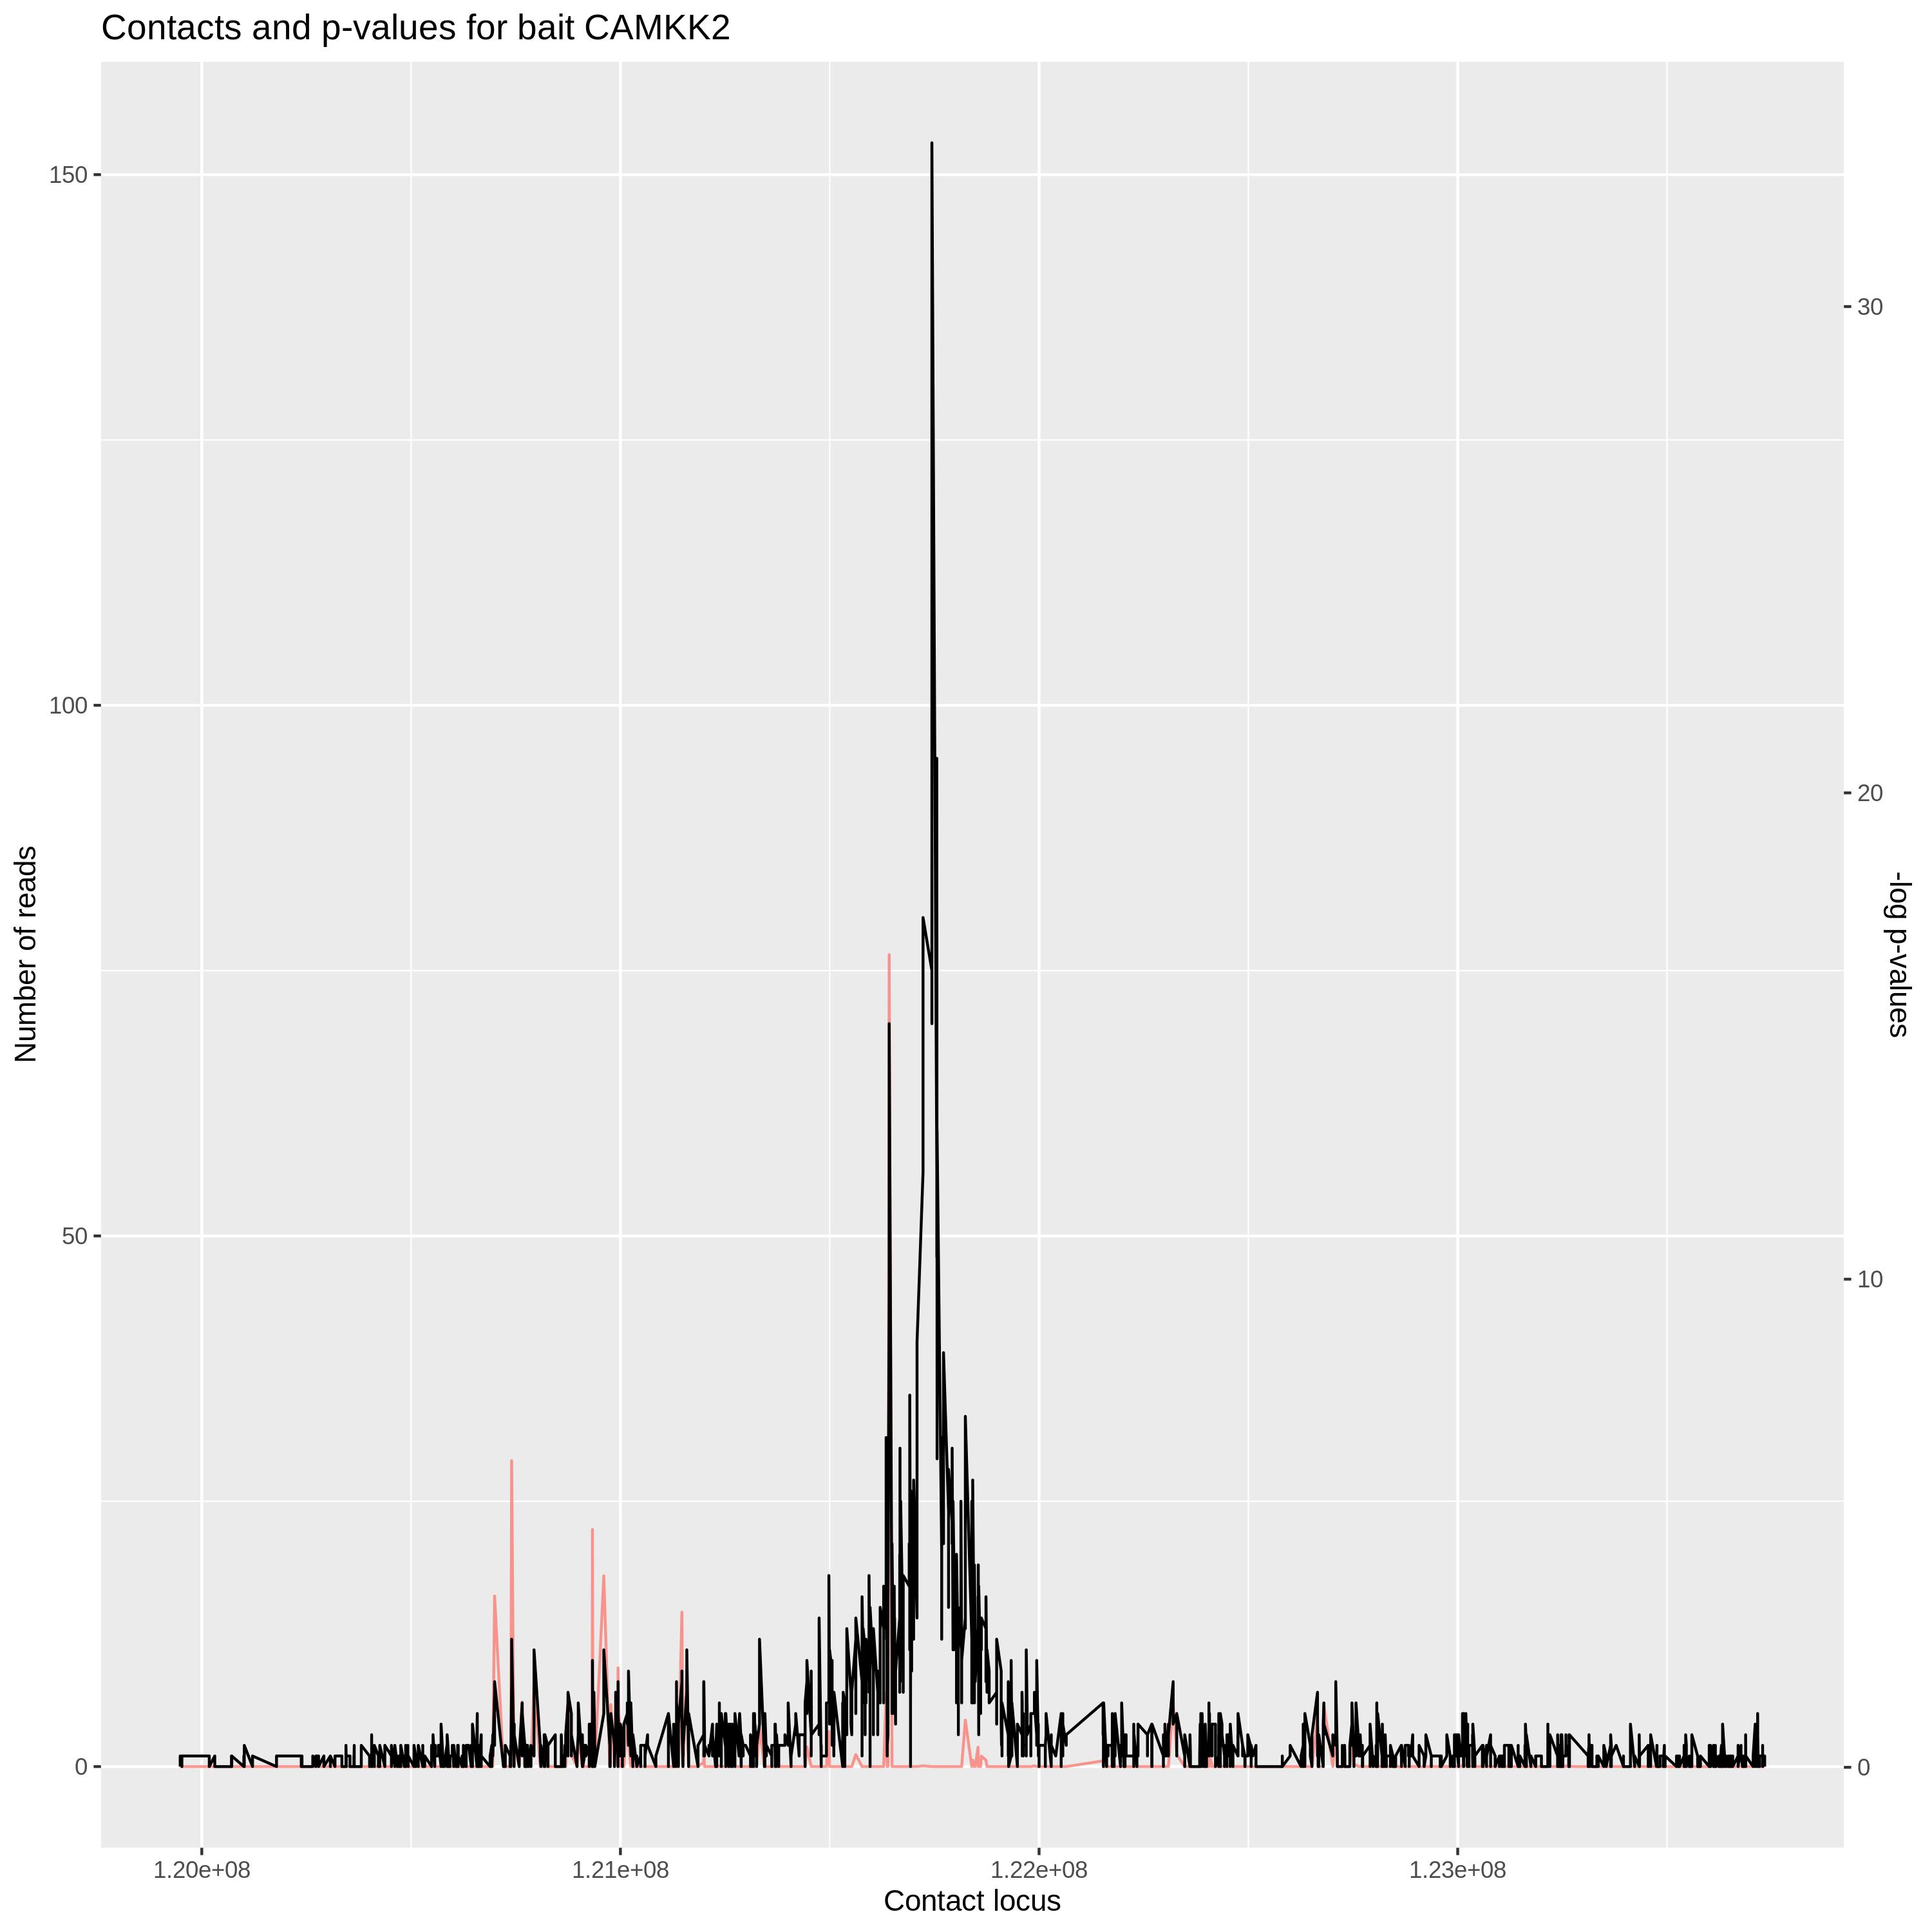 Contacts and p-values for bait CAMKK2
150
100
50
0
Number of reads
30
20
10
0
-log p-values
1.20e+08 1.21e+08 1.22e+08 1.23e+08
Contact locus